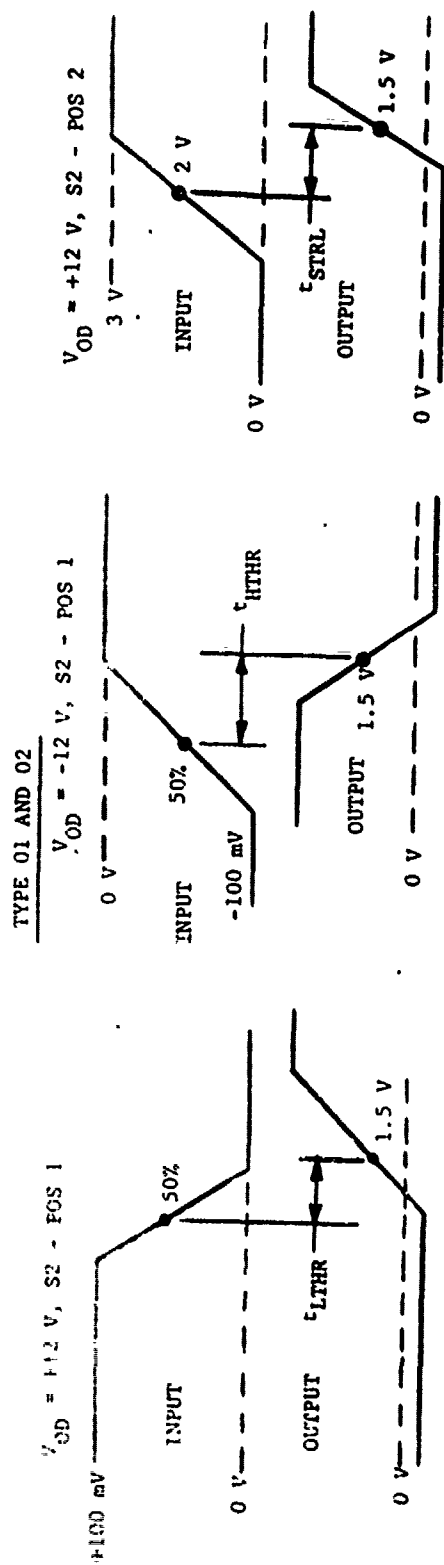 TYPE 01 AND 02
V_OD = +12 V, S2 - POS 1
+100 mV
50%
INPUT
0 V
t_LTHR
OUTPUT
1.5 V
0 V
V_OD = -12 V, S2 - POS 1
0 V
50%
INPUT
-100 mV
t_HTHR
1.5 V
OUTPUT
0 V
V_OD = +12 V, S2 - POS 2
3 V
2 V
INPUT
0 V
t_STRL
OUTPUT
1.5 V
0 V